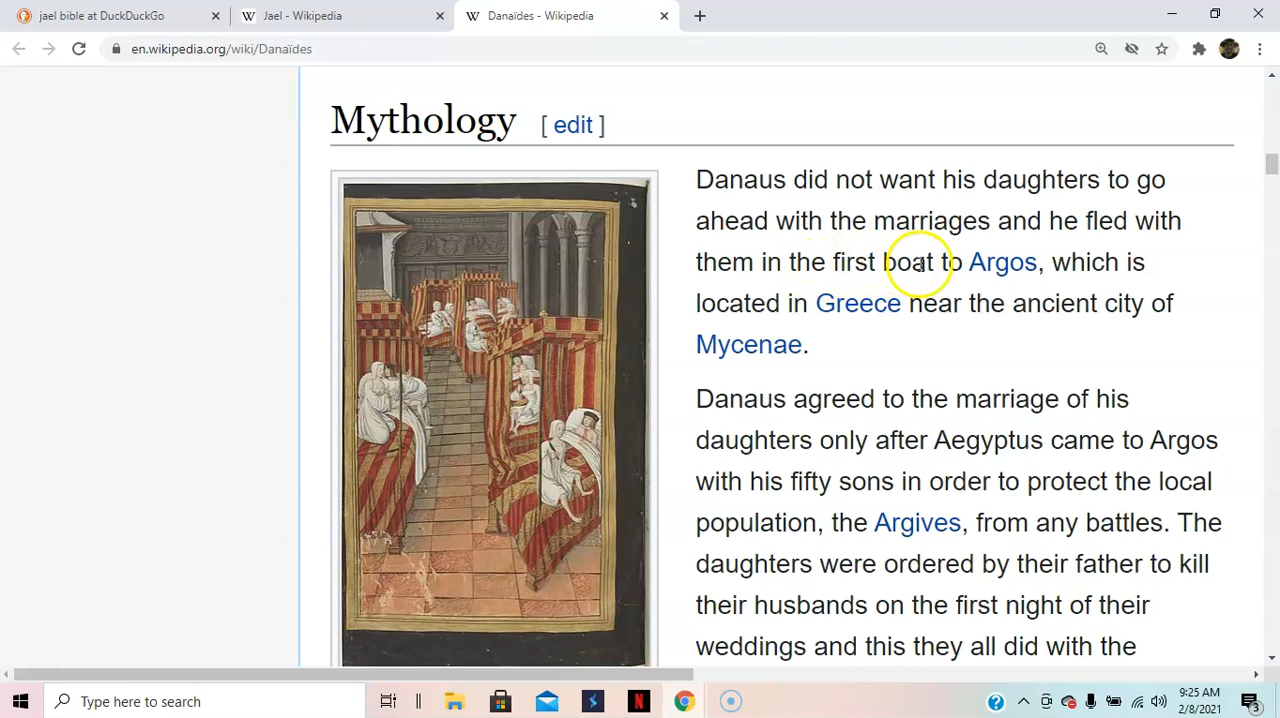 jael bible at DuckDuckGo
Jael - Wikipedia
Danaïdes - Wikipedia
en.wikipedia.org/wiki/Danaïdes
Mythology [ edit ]
Danaus did not want his daughters to go
ahead with the marriages and he fled with
them in the first boat to Argos, which is
located in Greece near the ancient city of
Mycenae.
Danaus agreed to the marriage of his
daughters only after Aegyptus came to Argos
with his fifty sons in order to protect the local
population, the Argives, from any battles. The
daughters were ordered by their father to kill
their husbands on the first night of their
weddings and this they all did with the
Type here to search
9:25 AM
2/8/2021
3